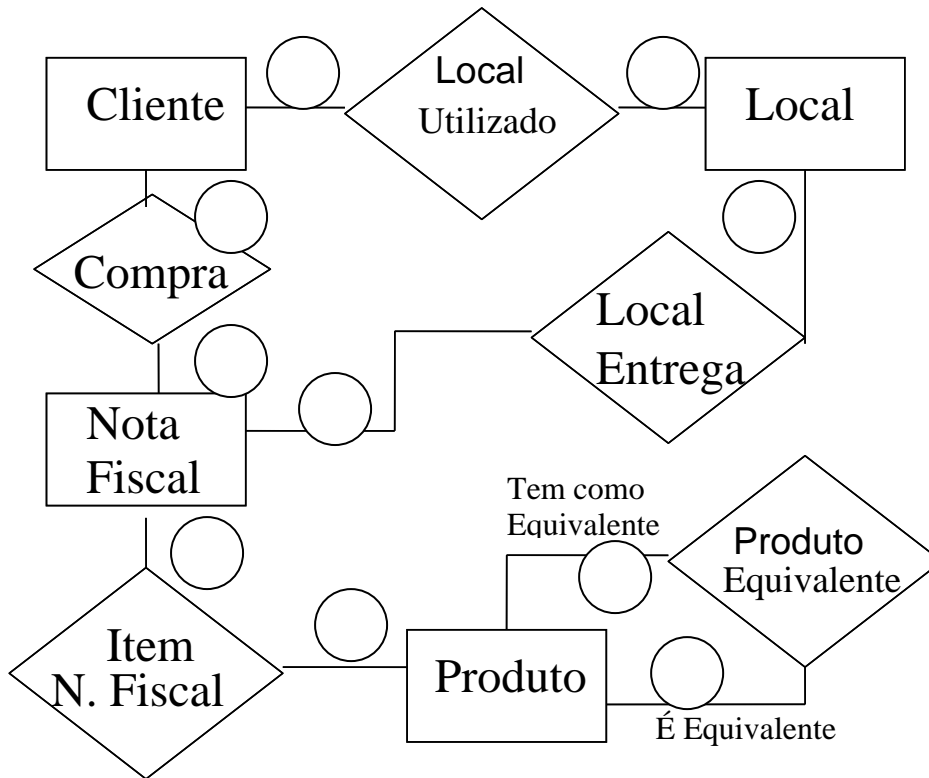 Cliente
Local
Utilizado
Local
Compra
Local
Entrega
Nota
Fiscal
Tem como
Equivalente
Produto
Equivalente
Item
N. Fiscal
Produto
É Equivalente